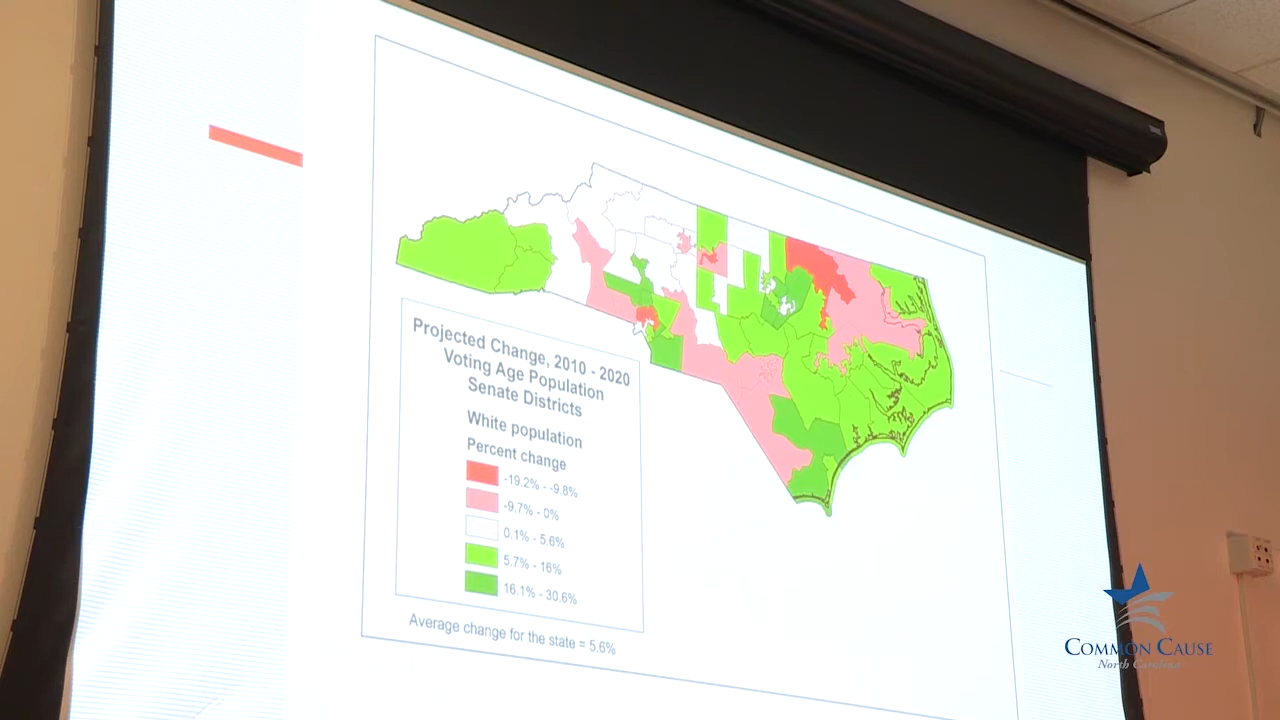 Projected Change, 2010 - 2020
Voting Age Population
Senate Districts
White population
Percent change
-19.2% - -9.8%
-9.7% - 0%
0.1% - 5.6%
5.7% - 16%
16.1% - 30.6%
Average change for the state = 5.6%
COMMON CAUSE
North Carolina